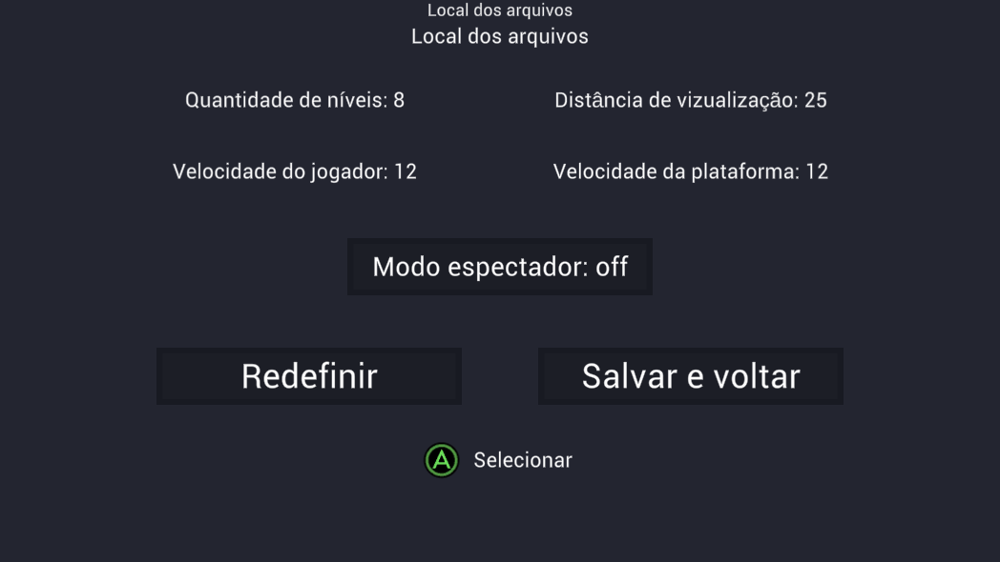 Local dos arquivos
Local dos arquivos
Quantidade de níveis: 8
Distância de vizualização: 25
Velocidade do jogador: 12
Velocidade da plataforma: 12
Modo espectador: off
Redefinir
Salvar e voltar
A Selecionar